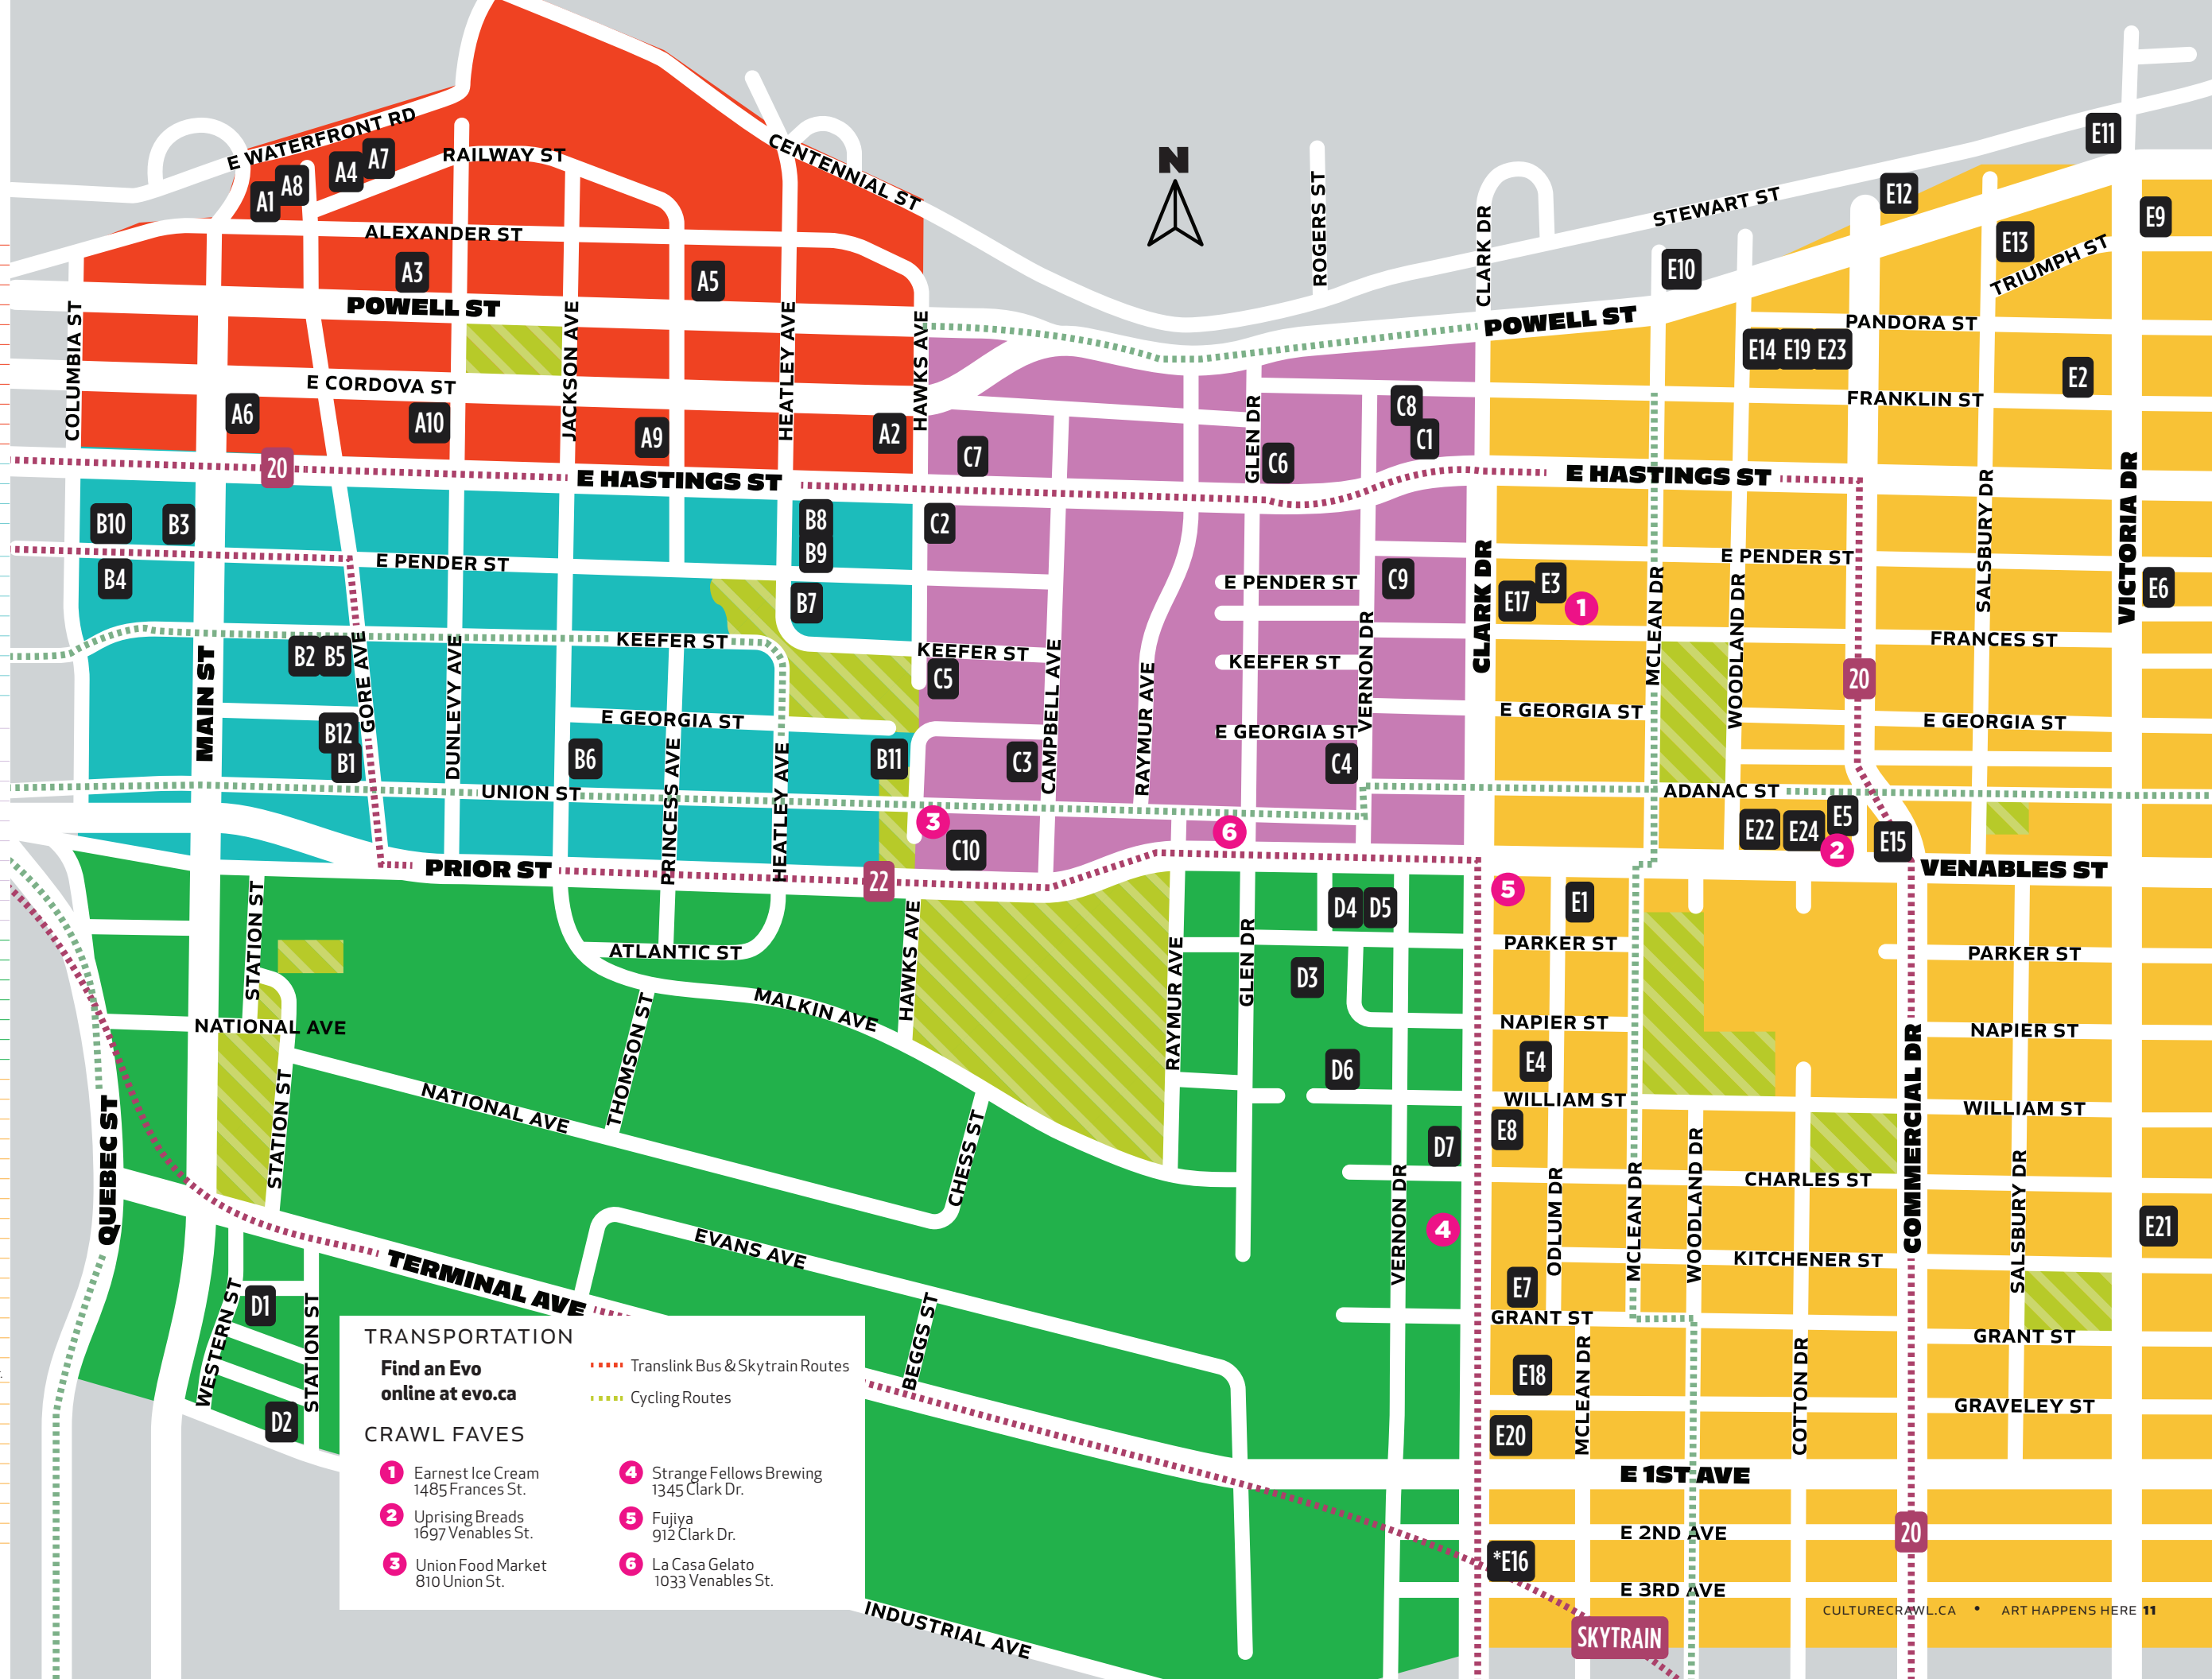 E WATERFRONT RD
RAILWAY ST
CENTENNIAL ST
ALEXANDER ST
POWELL ST
E CORDOVA ST
COLUMBIA ST
JACKSON AVE
HEATLEY AVE
HAWKS AVE
A1
A8
A4
A7
A3
A5
A6
A10
A9
A2
N
ROGERS ST
CLARK DR
STEWART ST
POWELL ST
TRIUMPH ST
PANDORA ST
FRANKLIN ST
E11
E12
E9
E13
E10
E14 E19 E23
E2
C8
C1
C7
C6
GLEN DR
20
E HASTINGS ST
E HASTINGS ST
B10
B3
B8
B9
C2
B4
E PENDER ST
B7
E PENDER ST
C9
E PENDER ST
E17
E3
1
E6
CLARK DR
MCLEAN DR
WOODLAND DR
SALSBURY DR
VICTORIA DR
KEEFER ST
KEEFER ST
KEEFER ST
FRANCES ST
B2 B5
C5
20
MAIN ST
GORE AVE
DUNLEVY AVE
CAMPBELL AVE
RAYMUR AVE
VERNON DR
E GEORGIA ST
E GEORGIA ST
E GEORGIA ST
E GEORGIA ST
B12
B1
B6
B11
C3
C4
PRINCESS AVE
HEATLEY AVE
UNION ST
ADANAC ST
3
6
C10
E22
E24
E5
2
E15
PRIOR ST
22
VENABLES ST
STATION ST
ATLANTIC ST
HAWKS AVE
MALKIN AVE
RAYMUR AVE
GLEN DR
D4 D5
5
E1
PARKER ST
PARKER ST
D3
NATIONAL AVE
NAPIER ST
NAPIER ST
THOMSON ST
D6
E4
NATIONAL AVE
STATION ST
WILLIAM ST
WILLIAM ST
CHESS ST
D7
E8
QUEBEC ST
COMMERCIAL DR
CHARLES ST
VERNON DR
ODLUM DR
MCLEAN DR
WOODLAND DR
SALSBURY DR
4
E21
EVANS AVE
KITCHENER ST
TERMINAL AVE
WESTERN ST
D1
STATION ST
BEGGS ST
E7
GRANT ST
GRANT ST
MCLEAN DR
COTTON DR
E18
GRAVELEY ST
D2
E20
E 1ST AVE
E 2ND AVE
20
*E16
E 3RD AVE
SKYTRAIN
INDUSTRIAL AVE
TRANSPORTATION
Find an Evo
online at evo.ca
Translink Bus & Skytrain Routes
Cycling Routes
CRAWL FAVES
1 Earnest Ice Cream
1485 Frances St.
2 Uprising Breads
1697 Venables St.
3 Union Food Market
810 Union St.
4 Strange Fellows Brewing
1345 Clark Dr.
5 Fujiya
912 Clark Dr.
6 La Casa Gelato
1033 Venables St.
CULTURECRAWL.CA • ART HAPPENS HERE 11